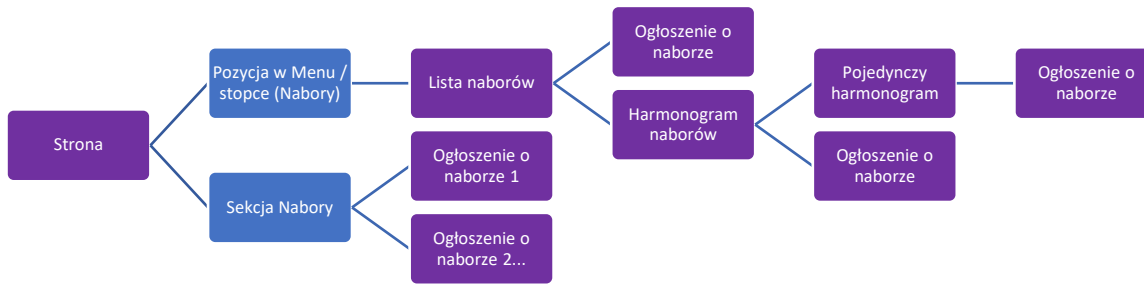 Strona
Pozycja w Menu /
stopce (Nabory)
Sekcja Nabory
Lista naborów
Ogłoszenie o
naborze 1
Ogłoszenie o
naborze 2...
Ogłoszenie o
naborze
Harmonogram
naborów
Pojedynczy
harmonogram
Ogłoszenie o
naborze
Ogłoszenie o
naborze